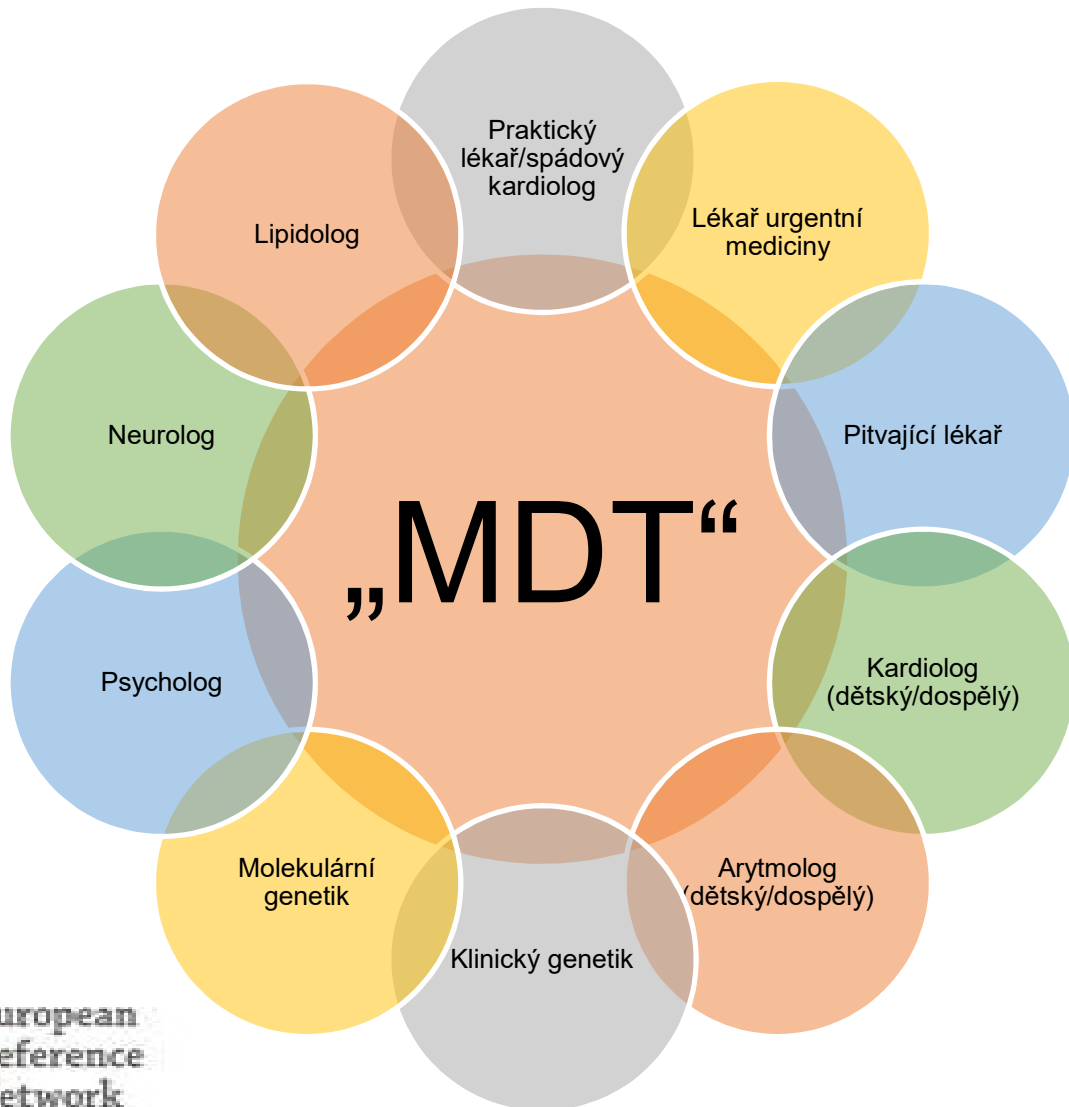 Praktický
lékař/spádový
kardiolog
Lékař urgentní
mediciny
Pitvající lékař
Kardiolog
(dětský/dospělý)
Arytmolog
(dětský/dospělý)
Klinický genetik
Molekulární
genetik
Psycholog
Neurolog
Lipidolog
„MDT“
uropean
eference
etwork